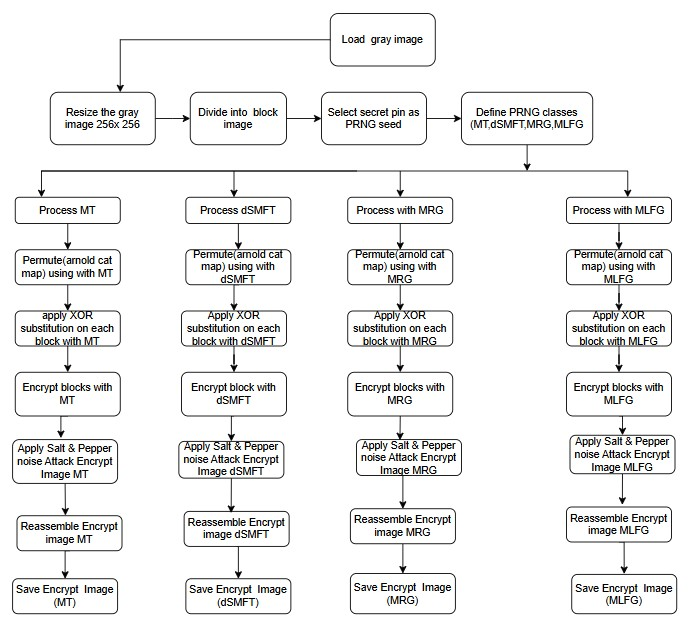 Load gray image
Resize the gray
image 256x 256
Divide into block
image
Select secret pin as
PRNG seed
Define PRNG classes
(MT,dSMFT,MRG,MLFG
Process MT
Process dSMFT
Process with MRG
Process with MLFG
Permute(arnold cat
map) using with MT
Permute(arnold cat
map) using with
dSMFT
Permute(arnold cat
map) using with
MRG
Permute(arnold cat
map) using with
MLFG
apply XOR
substitution on each
block with MT
Apply XOR
substitution on each
block with dSMFT
Apply XOR
substitution on each
block with MRG
Apply XOR
substitution on each
block with MLFG
Encrypt blocks with
MT
Encrypt block with
dSMFT
Encrypt blocks with
MRG
Encrypt blocks with
MLFG
Apply Salt & Pepper
noise Attack Encrypt
Image MT
Apply Salt & Pepper
noise Attack Encrypt
Image dSMFT
Apply Salt & Pepper
noise Attack Encrypt
Image MRG
Apply Salt & Pepper
noise Attack Encrypt
Image MLFG
Reassemble Encrypt
image MT
Reassemble Encrypt
image dSMFT
Reassemble Encrypt
image MRG
Reassemble Encrypt
image MLFG
Save Encrypt Image
(MT)
Save Encrypt Image
(dSMFT)
Save Encrypt Image
(MRG)
Save Encrypt Image
(MLFG)